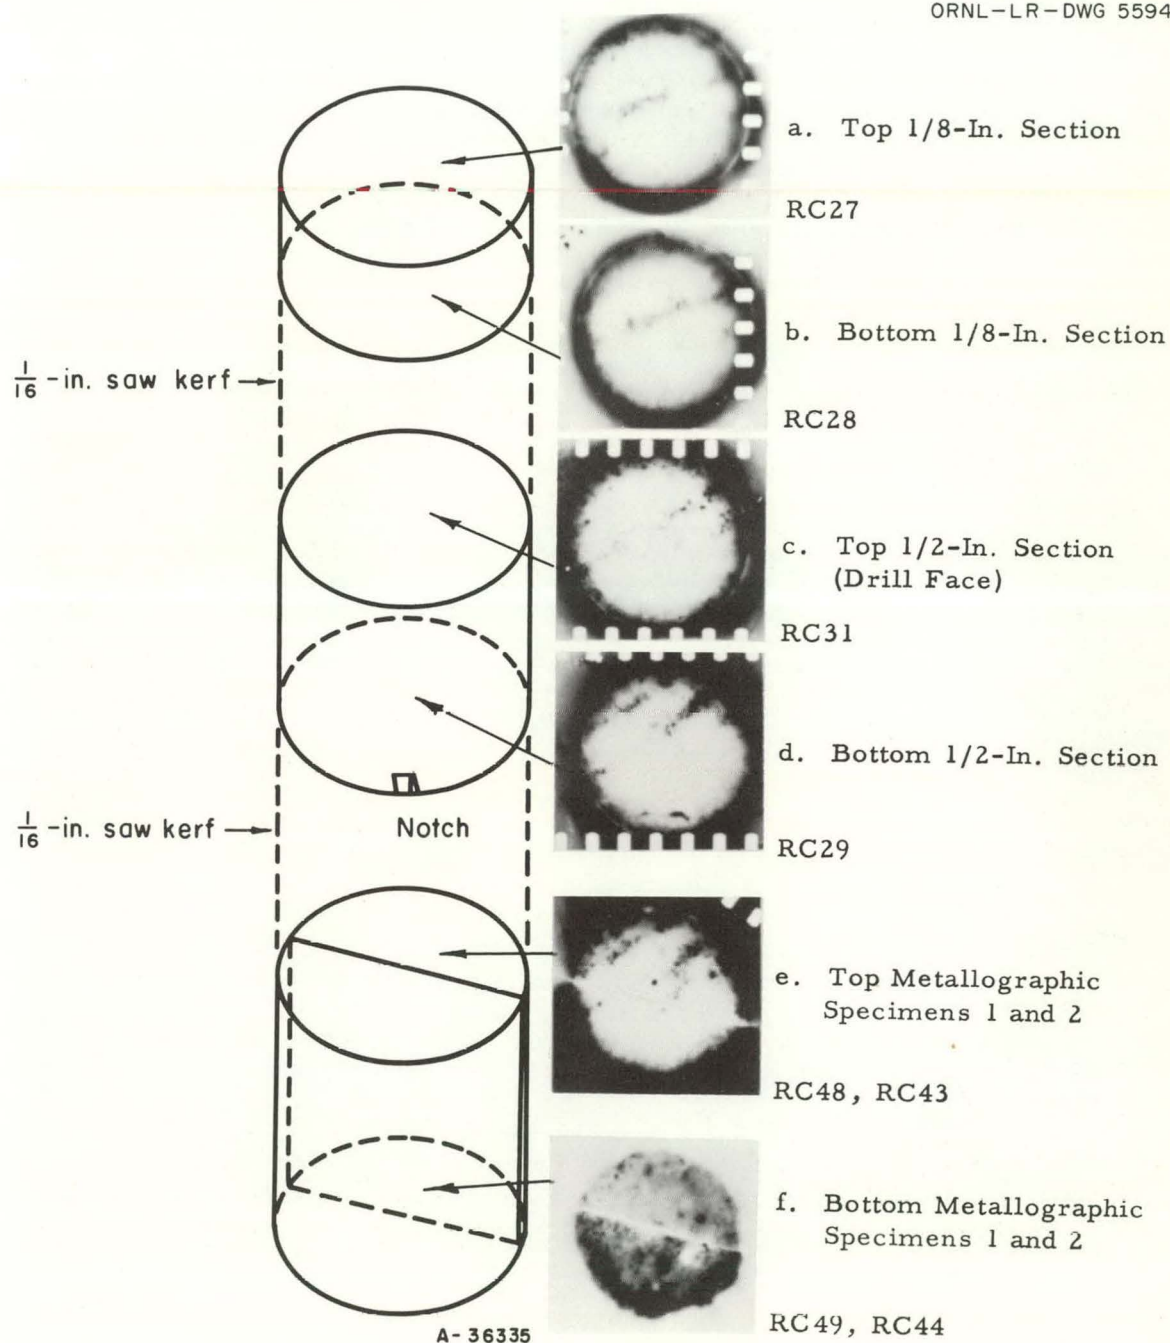 ORNL-LR-DWG 5594
a. Top 1/8-In. Section
RC27
b. Bottom 1/8-In. Section
RC28
1/16-in. saw kerf
c. Top 1/2-In. Section
(Drill Face)
RC31
d. Bottom 1/2-In. Section
RC29
1/16-in. saw kerf
Notch
e. Top Metallographic
Specimens 1 and 2
RC48, RC43
f. Bottom Metallographic
Specimens 1 and 2
RC49, RC44
A-36335